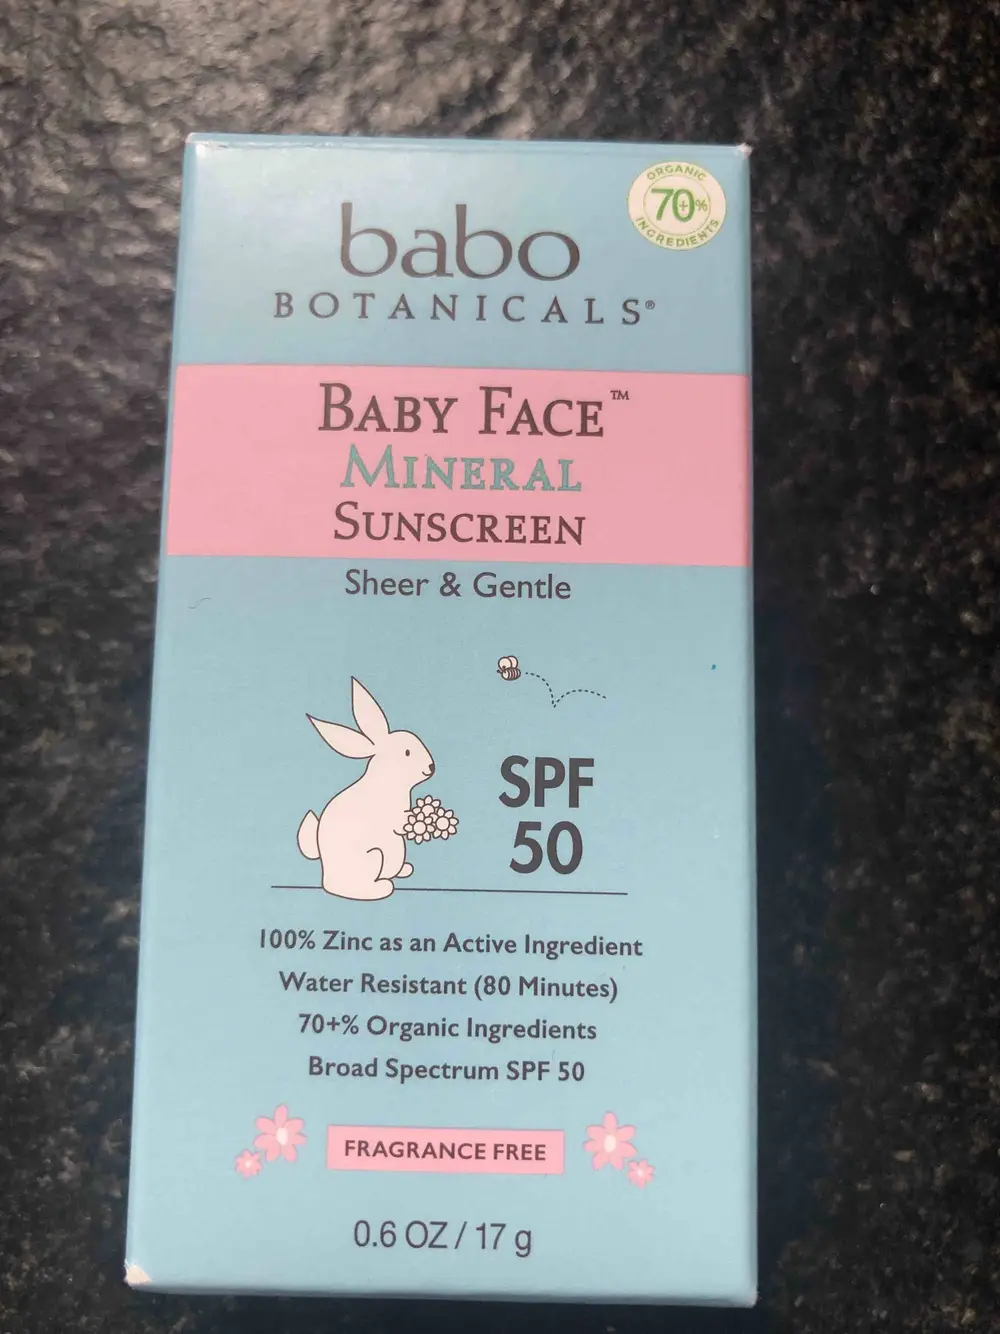 babo
BOTANICALS®
ORGANIC
70+%
INGREDIENTS
BABY FACE™
MINERAL
SUNSCREEN
Sheer & Gentle
SPF
50
100% Zinc as an Active Ingredient
Water Resistant (80 Minutes)
70+% Organic Ingredients
Broad Spectrum SPF 50
FRAGRANCE FREE
0.6 OZ / 17 g